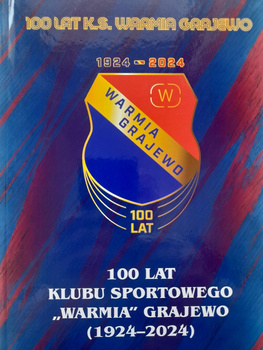 100 LAT K.S. WARMIA GRAJEWO
1924 - 2024
W
WARMIA
GRAJEWO
100
LAT
100 LAT
KLUBU SPORTOWEGO
„WARMIA” GRAJEWO
(1924–2024)